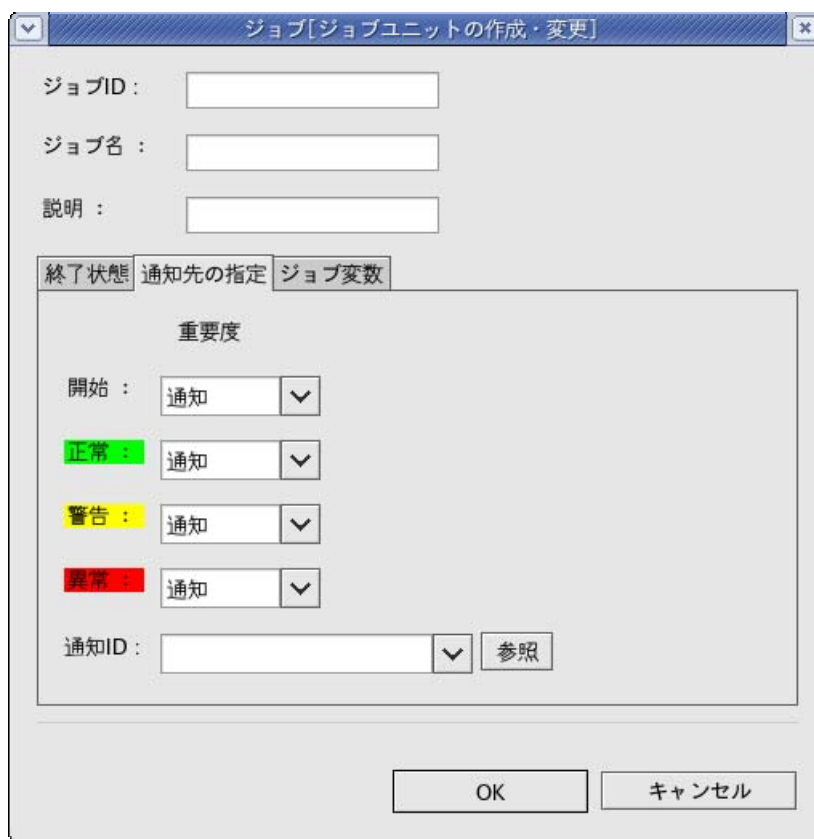 ジョブ[ジョブユニットの作成・変更]
ジョブID :
ジョブ名 :
説明 :
終了状態 通知先の指定 ジョブ変数
重要度
開始 : 通知
正常 : 通知
警告 : 通知
異常 : 通知
通知ID : 参照
OK キャンセル